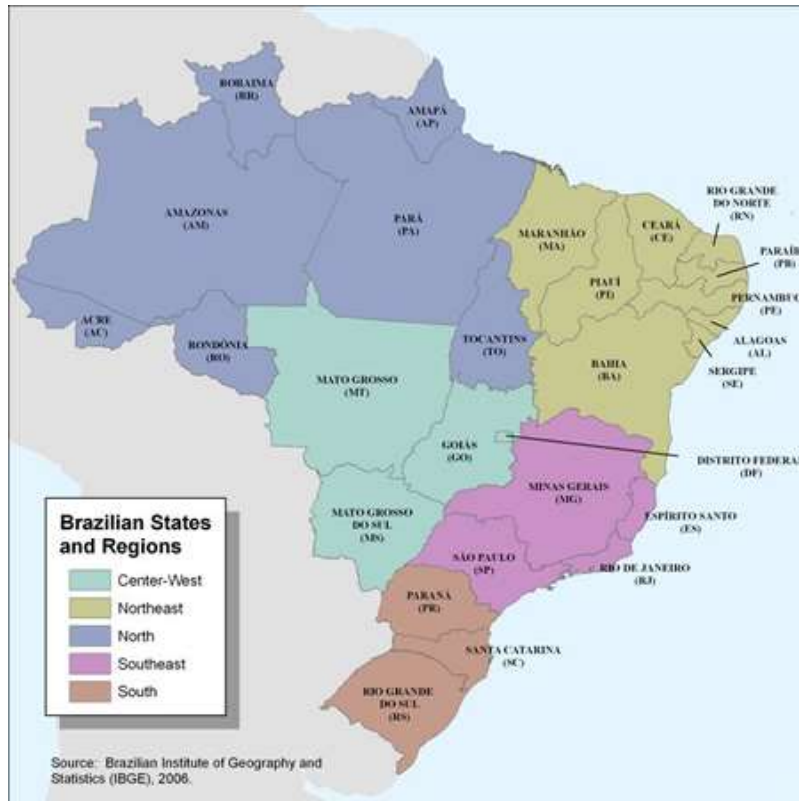 RORAIMA
(RR)
AMAPÁ
(AP)
AMAZONAS
(AM)
PARÁ
(PA)
MARANHÃO
(MA)
CEARÁ
(CE)
RIO GRANDE
DO NORTE
(RN)
PARAÍB
(PB)
PIAUÍ
(PI)
PERNAMBUC
(PE)
ACRE
(AC)
RONDÔNIA
(RO)
TOCANTINS
(TO)
ALAGOAS
(AL)
SERGIPE
(SE)
BAHIA
(BA)
MATO GROSSO
(MT)
GOIÁS
(GO)
DISTRITO FEDERAL
(DF)
MINAS GERAIS
(MG)
MATO GROSSO
DO SUL
(MS)
ESPÍRITO SANTO
(ES)
SÃO PAULO
(SP)
RIO DE JANEIRO
(RJ)
PARANÁ
(PR)
SANTA CATARINA
(SC)
RIO GRANDE
DO SUL
(RS)
Brazilian States
and Regions
Center-West
Northeast
North
Southeast
South
Source: Brazilian Institute of Geography and
Statistics (IBGE), 2006.